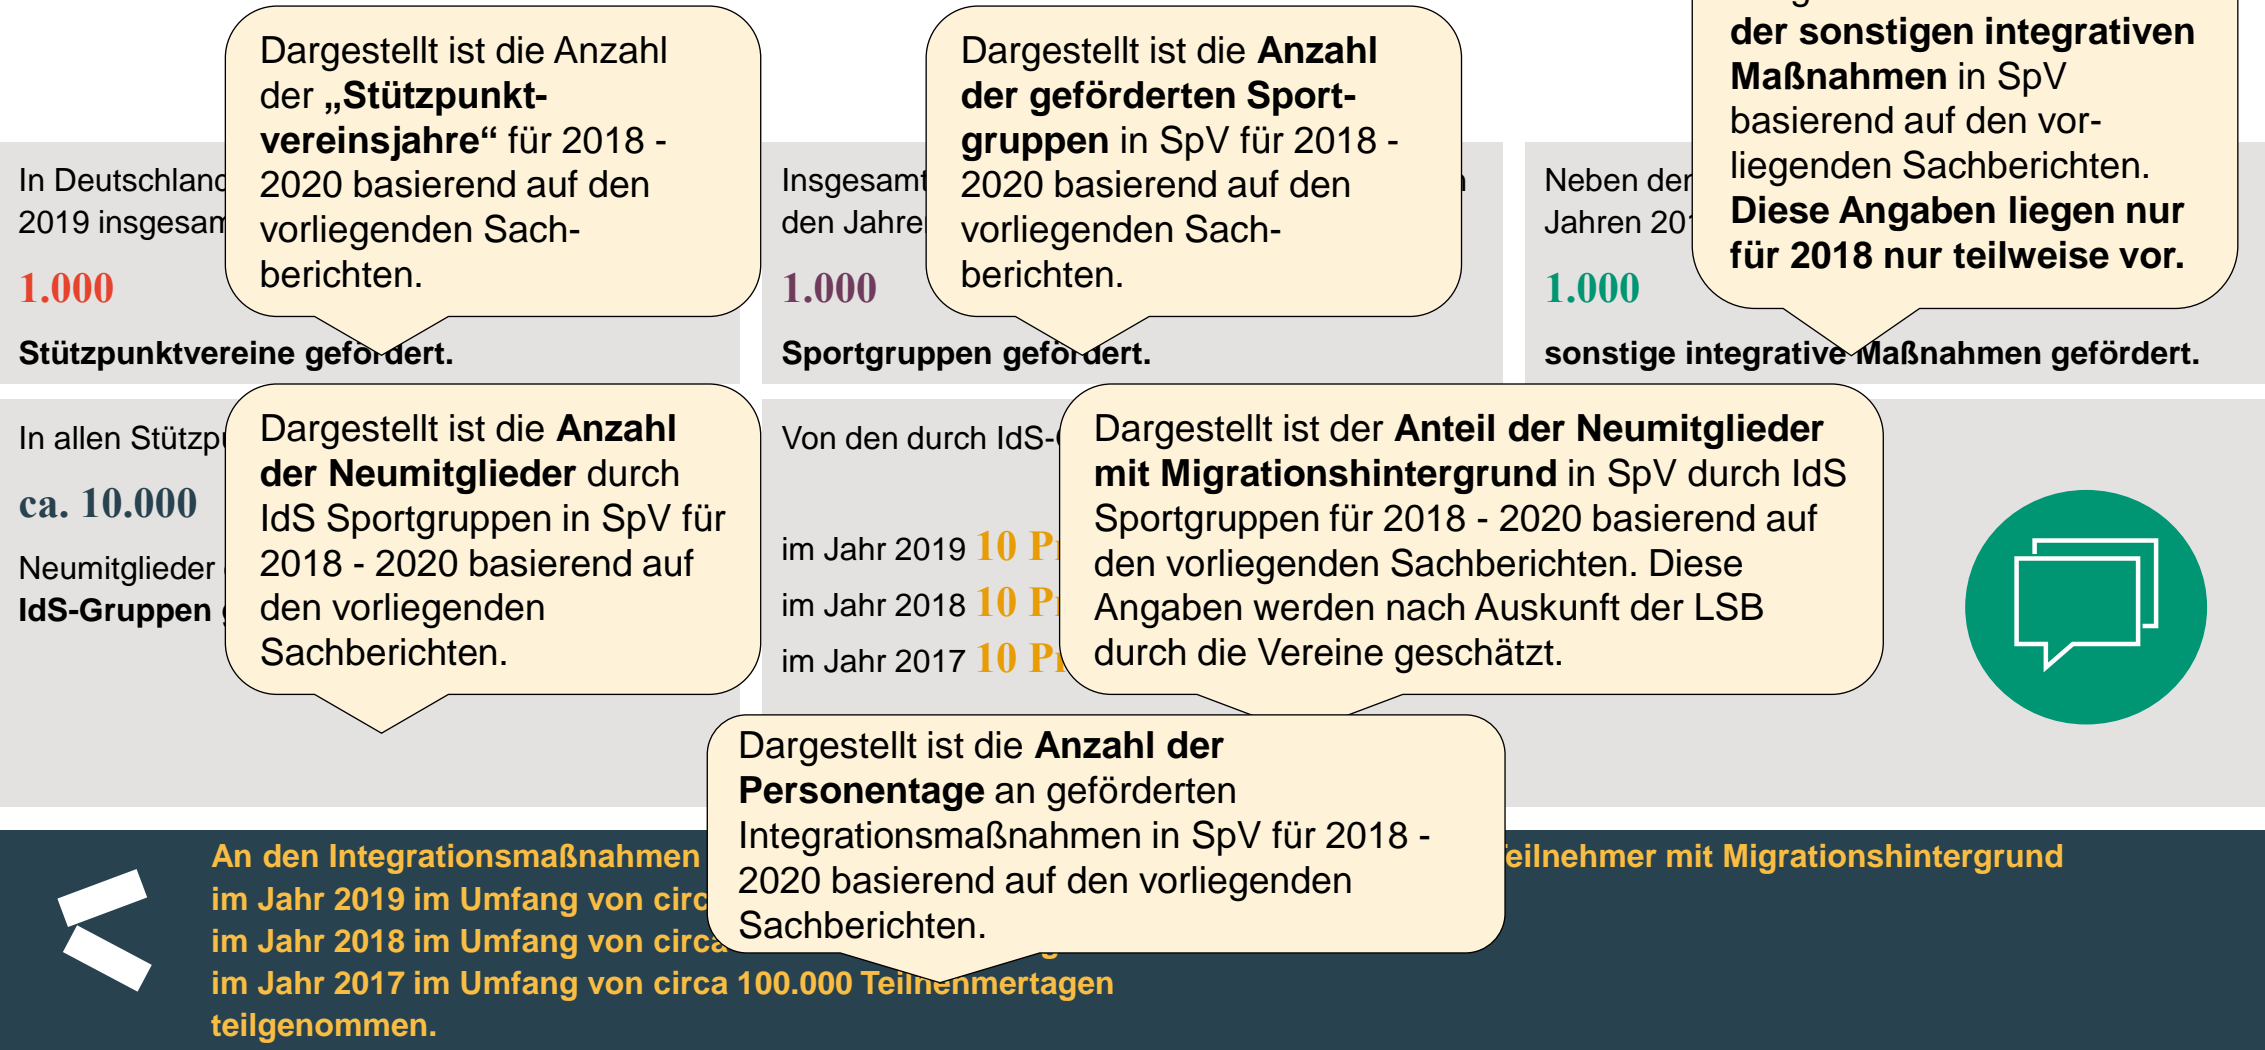 Dargestellt ist die Anzahl
der „Stützpunkt-
vereinsjahre“ für 2018 -
2020 basierend auf den
vorliegenden Sach-
berichten.
Dargestellt ist die Anzahl
der geförderten Sport-
gruppen in SpV für 2018 -
2020 basierend auf den
vorliegenden Sach-
berichten.
der sonstigen integrativen
Maßnahmen in SpV
basierend auf den vor-
liegenden Sachberichten.
Diese Angaben liegen nur
für 2018 nur teilweise vor.
In Deutschland
2019
1.000
Stützpunktvereine gefördert.
Insgesamt
den
1.000
Sportgruppen gefördert.
Neben
Jahren
1.000
sonstige integrative Maßnahmen gefördert.
In allen
ca. 10.000
Neumitglieder
IdS-Gruppen
Dargestellt ist die Anzahl
der Neumitglieder durch
IdS Sportgruppen in SpV für
2018 - 2020 basierend auf
den vorliegenden
Sachberichten.
Von den durch
im Jahr 2019 10
im Jahr 2018 10
im Jahr 2017 10
Dargestellt ist der Anteil der Neumitglieder
mit Migrationshintergrund in SpV durch IdS
Sportgruppen für 2018 - 2020 basierend auf
den vorliegenden Sachberichten. Diese
Angaben werden nach Auskunft der LSB
durch die Vereine geschätzt.
Dargestellt ist die Anzahl der
Personentage an geförderten
Integrationsmaßnahmen in SpV für 2018 -
2020 basierend auf den vorliegenden
Sachberichten.
An den Integrationsmaßnahmen Teilnehmer mit Migrationshintergrund
im Jahr 2019 im Umfang von circa
im Jahr 2018 im Umfang von circa
im Jahr 2017 im Umfang von circa 100.000 Teilnehmertagen
teilgenommen.